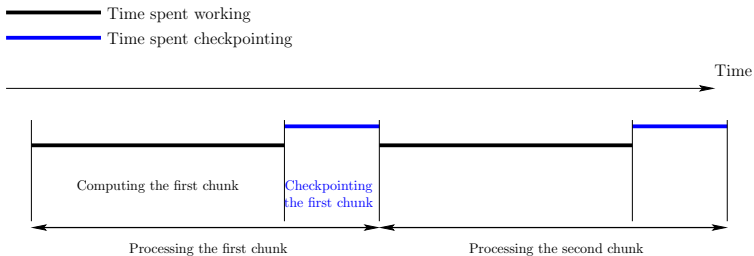 Time spent working
Time spent checkpointing
Time
Computing the first chunk
Checkpointing
the first chunk
Processing the first chunk
Processing the second chunk